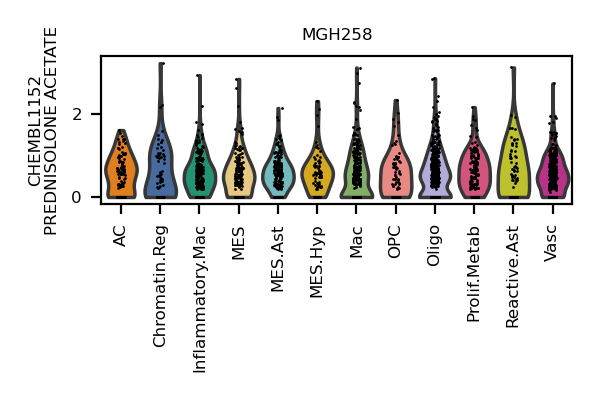 MGH258
CHEMBL1152
PREDNISOLONE ACETATE
2
0
AC
Chromatin.Reg
Inflammatory.Mac
MES
MES.Ast
MES.Hyp
Mac
OPC
Oligo
Prolif.Metab
Reactive.Ast
Vasc